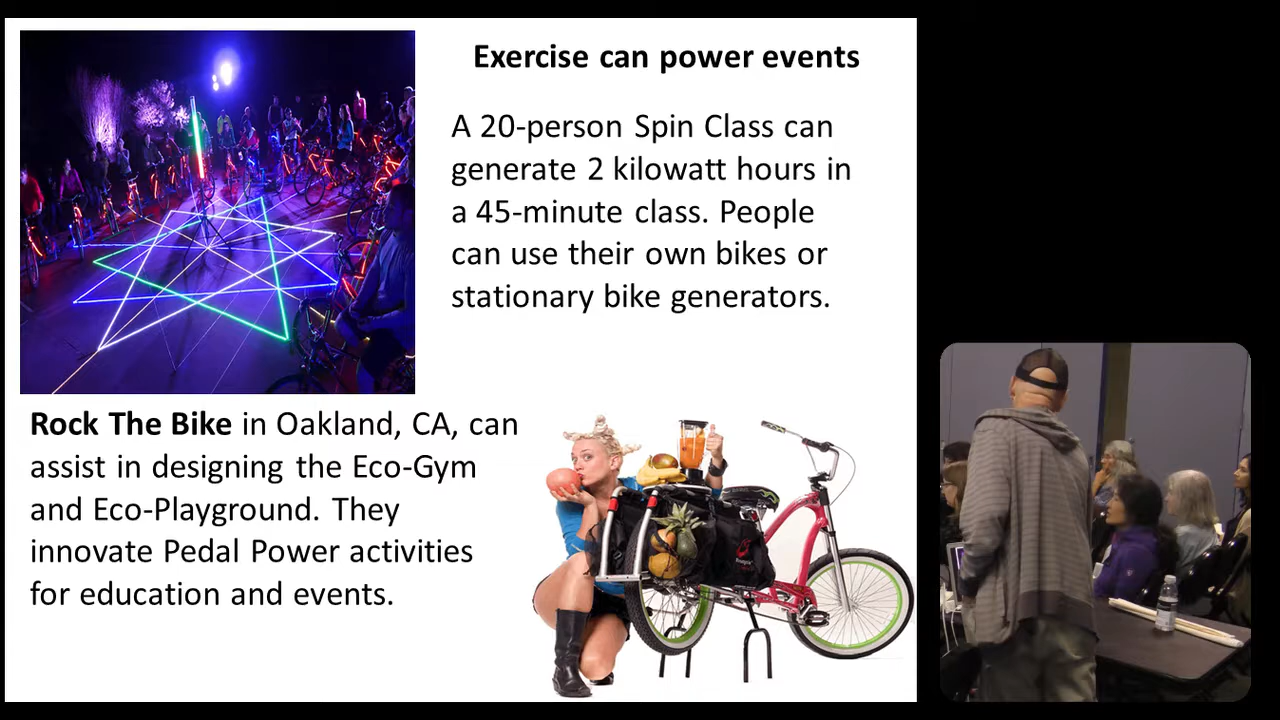 Exercise can power events
A 20-person Spin Class can
generate 2 kilowatt hours in
a 45-minute class. People
can use their own bikes or
stationary bike generators.
Rock The Bike in Oakland, CA, can
assist in designing the Eco-Gym
and Eco-Playground. They
innovate Pedal Power activities
for education and events.